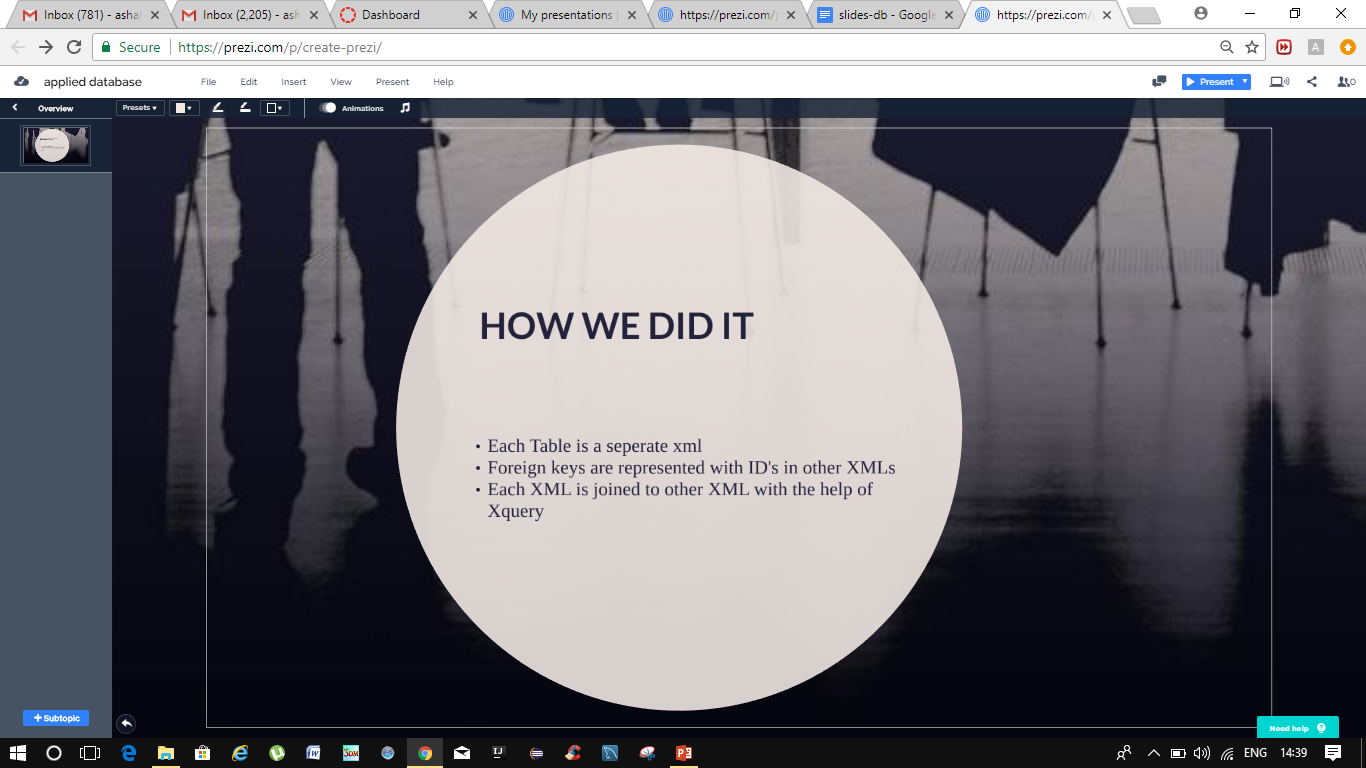 Inbox (781) - asha
Inbox (2,205) - ash
Dashboard
My presentations
https://prezi.com/
slides-db - Google
https://prezi.com/
Secure
https://prezi.com/p/create-prezi/
A
applied database
File
Edit
Insert
View
Present
Help
Present
0
Overview
Presets
Animations
HOW WE DID IT
• Each Table is a seperate xml
• Foreign keys are represented with ID's in other XMLs
• Each XML is joined to other XML with the help of
Xquery
+ Subtopic
Need help ?
ENG
14:39